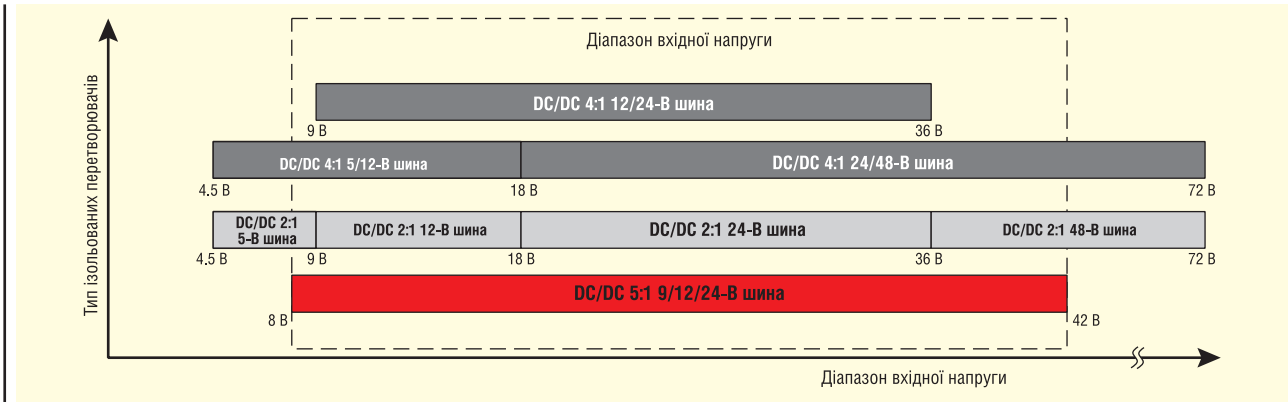 Діапазон вхідної напруги
Тип ізольованих перетворювачів
DC/DC 4:1 12/24-В шина
9 В
36 В
DC/DC 4:1 5/12-В шина
DC/DC 4:1 24/48-В шина
4.5 В
18 В
72 В
DC/DC 2:1
5-В шина
DC/DC 2:1 12-В шина
DC/DC 2:1 24-В шина
DC/DC 2:1 48-В шина
4.5 В
9 В
18 В
36 В
72 В
DC/DC 5:1 9/12/24-В шина
8 В
42 В
Діапазон вхідної напруги